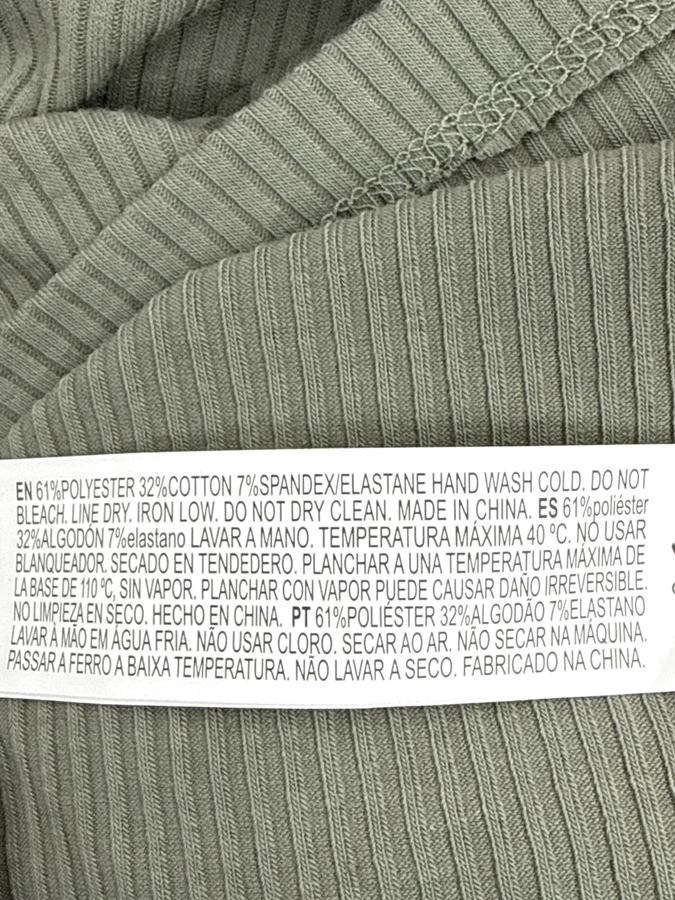 EN 61%POLYESTER 32%COTTON 7%SPANDEX/ELASTANE HAND WASH COLD. DO NOT
BLEACH. LINE DRY. IRON LOW. DO NOT DRY CLEAN. MADE IN CHINA. ES 61%poliéster
32%ALGODÓN 7%elastano LAVAR A MANO. TEMPERATURA MÁXIMA 40 ºC. NO USAR
BLANQUEADOR. SECADO EN TENDEDERO. PLANCHAR A UNA TEMPERATURA MÁXIMA DE
LA BASE DE 110 ºC, SIN VAPOR. PLANCHAR CON VAPOR PUEDE CAUSAR DAÑO IRREVERSIBLE.
NO LIMPIEZA EN SECO. HECHO EN CHINA. PT 61%POLIÉSTER 32%ALGODÃO 7%ELASTANO
LAVAR À MÃO EM ÁGUA FRIA. NÃO USAR CLORO. SECAR AO AR. NÃO SECAR NA MÁQUINA.
PASSAR A FERRO A BAIXA TEMPERATURA. NÃO LAVAR A SECO. FABRICADO NA CHINA.